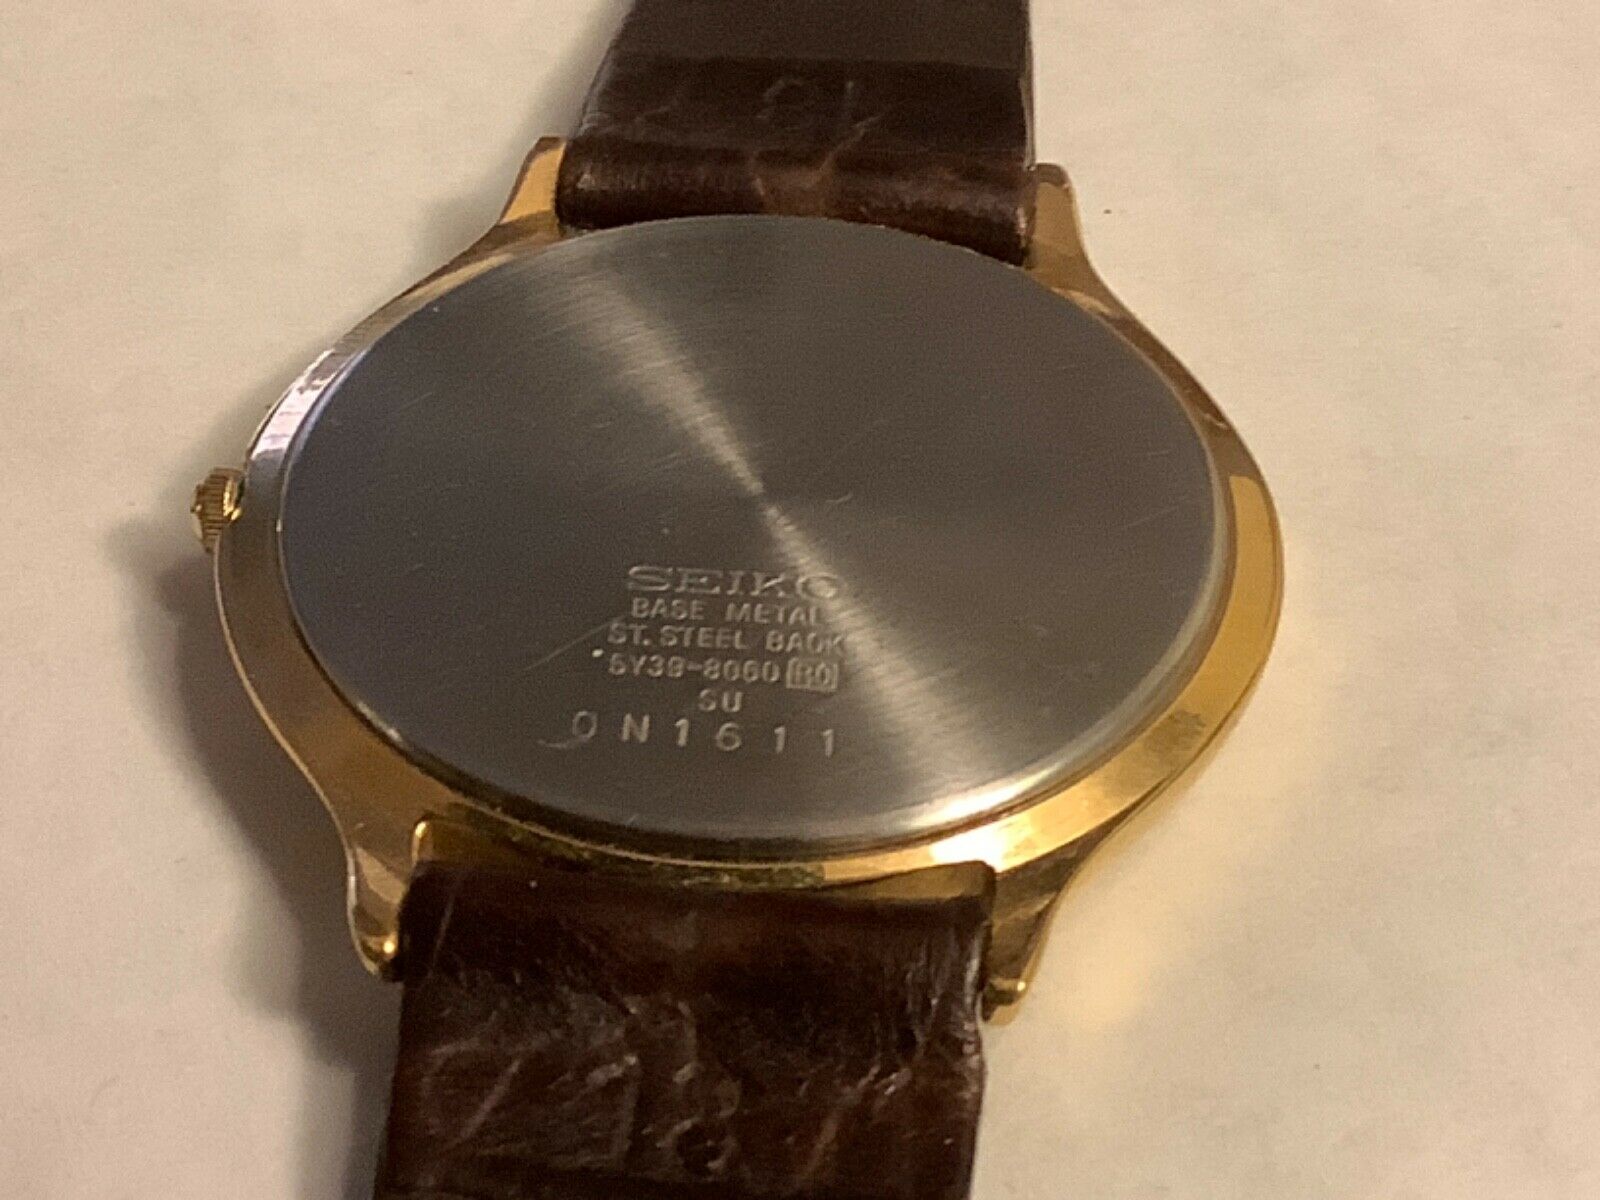 SEIKO
BASE METAL
ST. STEEL BACK
5Y39-8060 R0
SU
0N1611